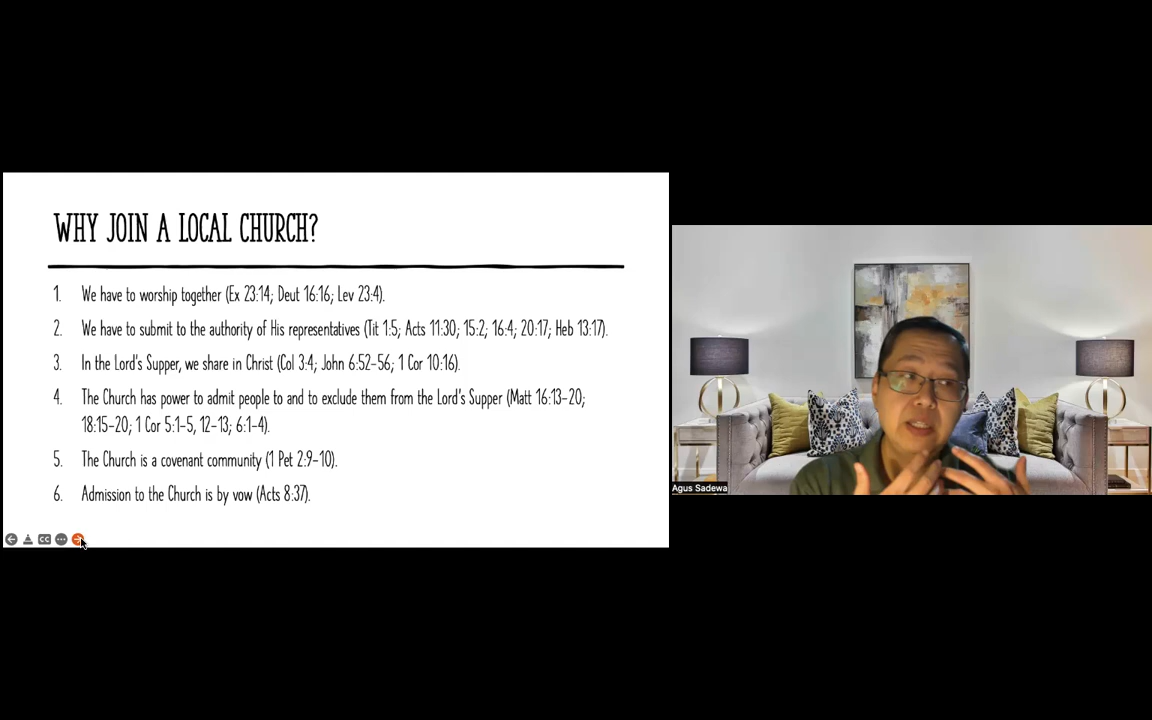 WHY JOIN A LOCAL CHURCH?
1. We have to worship together (Ex 23:14; Deut 16:16; Lev 23:4).
2. We have to submit to the authority of His representatives (Tit 1:5; Acts 11:30; 15:2; 16:4; 20:17; Heb 13:17).
3. In the Lord's Supper, we share in Christ (Col 3:4; John 6:52-56; 1 Cor 10:16).
4. The Church has power to admit people to and to exclude them from the Lord's Supper (Matt 16:13-20;
18:15-20; 1 Cor 5:1-5, 12-13; 6:1-4).
5. The Church is a covenant community (1 Pet 2:9-10).
6. Admission to the Church is by vow (Acts 8:37).
CC
Agus Sadewa